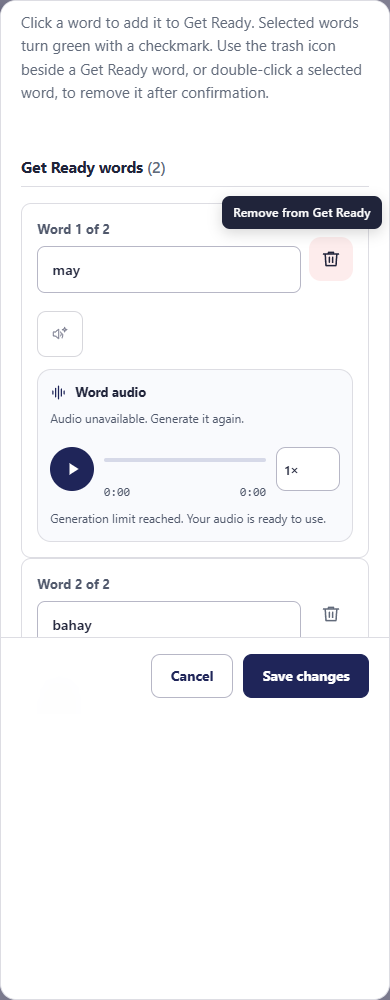 Click a word to add it to Get Ready. Selected words
turn green with a checkmark. Use the trash icon
beside a Get Ready word, or double-click a selected
word, to remove it after confirmation.
Get Ready words (2)
Remove from Get Ready
Word 1 of 2
may
Word audio
Audio unavailable. Generate it again.
1×
0:00 0:00
Generation limit reached. Your audio is ready to use.
Word 2 of 2
bahay
Cancel Save changes